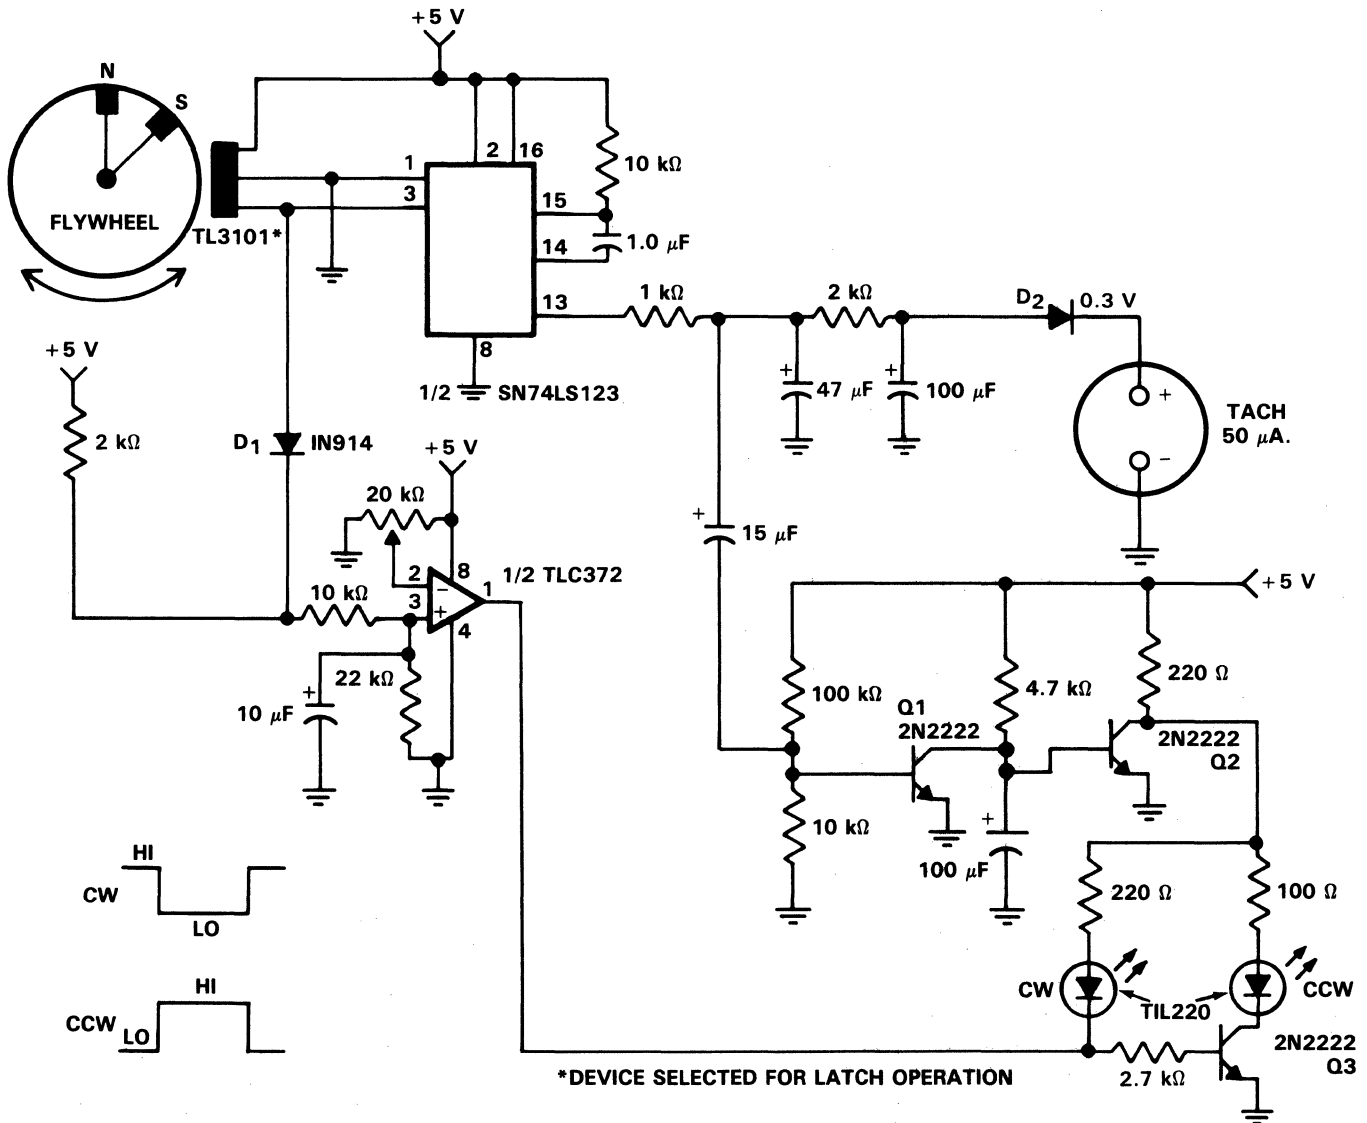 +5 V
N
S
FLYWHEEL
TL3101*
1
3
2
16
15
14
13
8
10 kΩ
1.0 μF
1/2
SN74LS123
1 kΩ
2 kΩ
D2
0.3 V
+
47 μF
+
100 μF
+
−
TACH
50 μA.
+5 V
2 kΩ
D1
IN914
+5 V
20 kΩ
2
8
1
1/2 TLC372
−
3
+
4
10 kΩ
22 kΩ
+
10 μF
+
15 μF
+5 V
100 kΩ
4.7 kΩ
220 Ω
Q1
2N2222
2N2222
Q2
10 kΩ
+
100 μF
220 Ω
100 Ω
CW
TIL220
CCW
2.7 kΩ
2N2222
Q3
HI
CW
LO
HI
CCW
LO
*DEVICE SELECTED FOR LATCH OPERATION